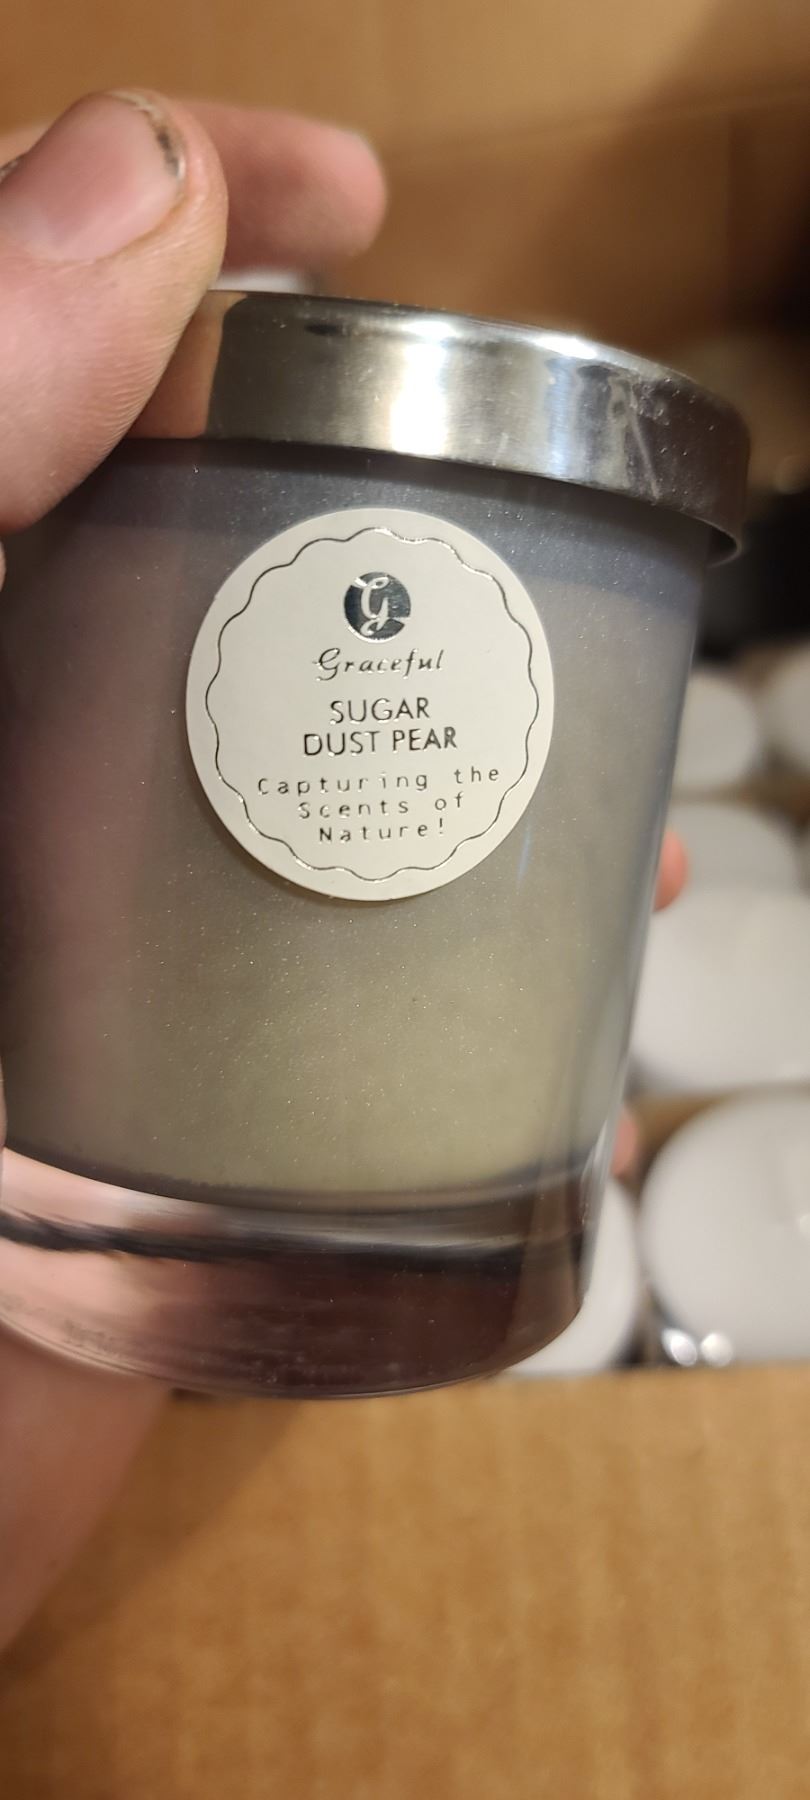 G
Graceful
SUGAR
DUST PEAR
Capturing the
Scents of
Nature!